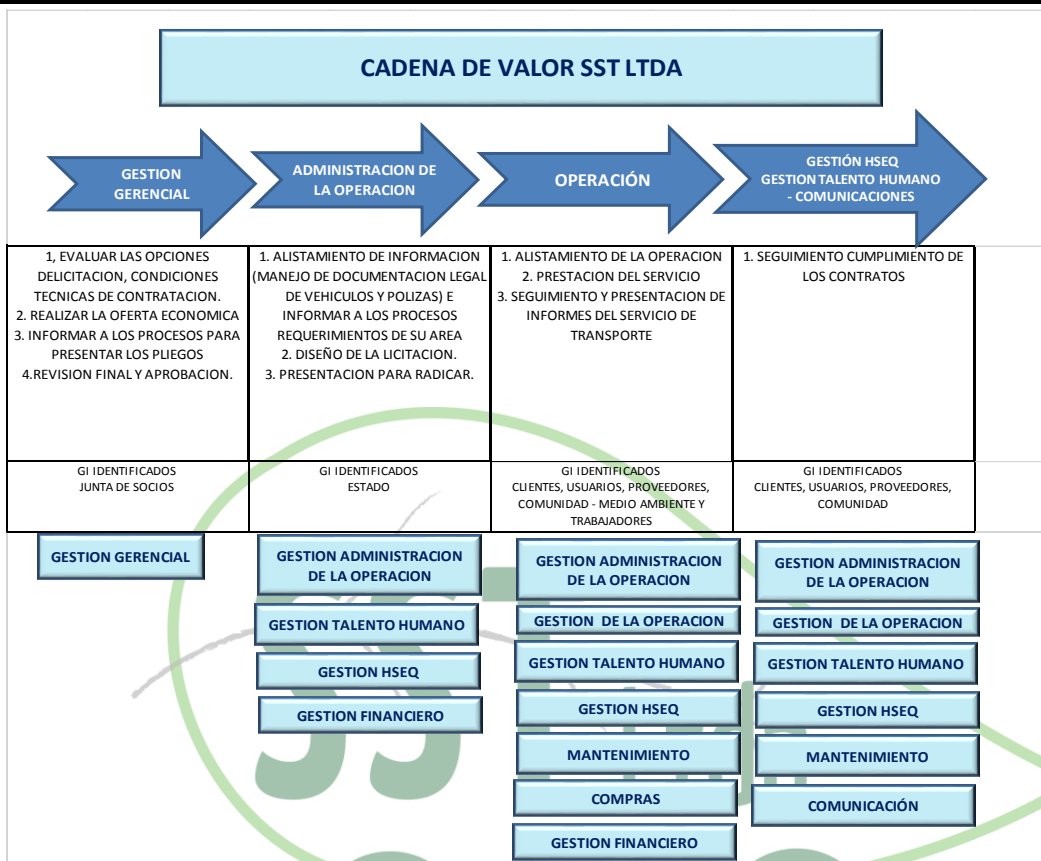 CADENA DE VALOR SST LTDA
GESTION
GERENCIAL
ADMINISTRACION DE
LA OPERACION
OPERACIÓN
GESTIÓN HSEQ
GESTION TALENTO HUMANO
- COMUNICACIONES
1, EVALUAR LAS OPCIONES
DELICITACION, CONDICIONES
TECNICAS DE CONTRATACION.
2. REALIZAR LA OFERTA ECONOMICA
3. INFORMAR A LOS PROCESOS PARA
PRESENTAR LOS PLIEGOS
4.REVISION FINAL Y APROBACION.
1. ALISTAMIENTO DE INFORMACION
(MANEJO DE DOCUMENTACION LEGAL
DE VEHICULOS Y POLIZAS) E
INFORMAR A LOS PROCESOS
REQUERIMIENTOS DE SU AREA
2. DISEÑO DE LA LICITACION.
3. PRESENTACION PARA RADICAR.
1. ALISTAMIENTO DE LA OPERACION
2. PRESTACION DEL SERVICIO
3. SEGUIMIENTO Y PRESENTACION DE
INFORMES DEL SERVICIO DE
TRANSPORTE
1. SEGUIMIENTO CUMPLIMIENTO DE
LOS CONTRATOS
GI IDENTIFICADOS
JUNTA DE SOCIOS
GI IDENTIFICADOS
ESTADO
GI IDENTIFICADOS
CLIENTES, USUARIOS, PROVEEDORES,
COMUNIDAD - MEDIO AMBIENTE Y
TRABAJADORES
GI IDENTIFICADOS
CLIENTES, USUARIOS, PROVEEDORES,
COMUNIDAD
GESTION GERENCIAL
GESTION ADMINISTRACION
DE LA OPERACION
GESTION TALENTO HUMANO
GESTION HSEQ
GESTION FINANCIERO
GESTION ADMINISTRACION
DE LA OPERACION
GESTION  DE LA OPERACION
GESTION TALENTO HUMANO
GESTION HSEQ
MANTENIMIENTO
COMPRAS
GESTION FINANCIERO
GESTION ADMINISTRACION
DE LA OPERACION
GESTION  DE LA OPERACION
GESTION TALENTO HUMANO
GESTION HSEQ
MANTENIMIENTO
COMUNICACIÓN
SST